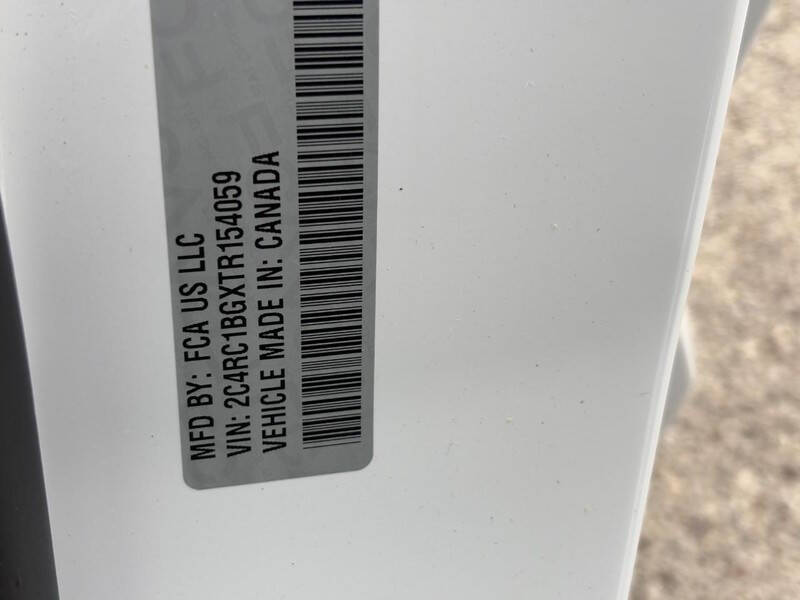 MFD BY: FCA US LLC
VIN: 2C4RC1BGXTR154059
VEHICLE MADE IN: CANADA